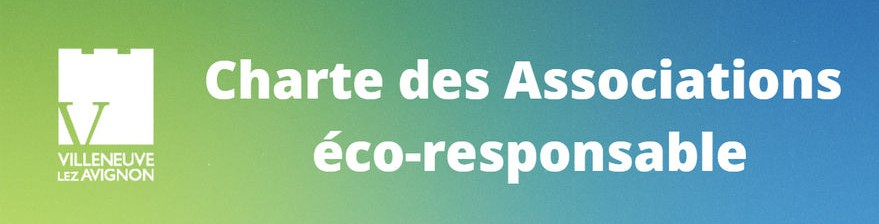 V
VILLENEUVE
LEZ AVIGNON
Charte des Associations
éco-responsable